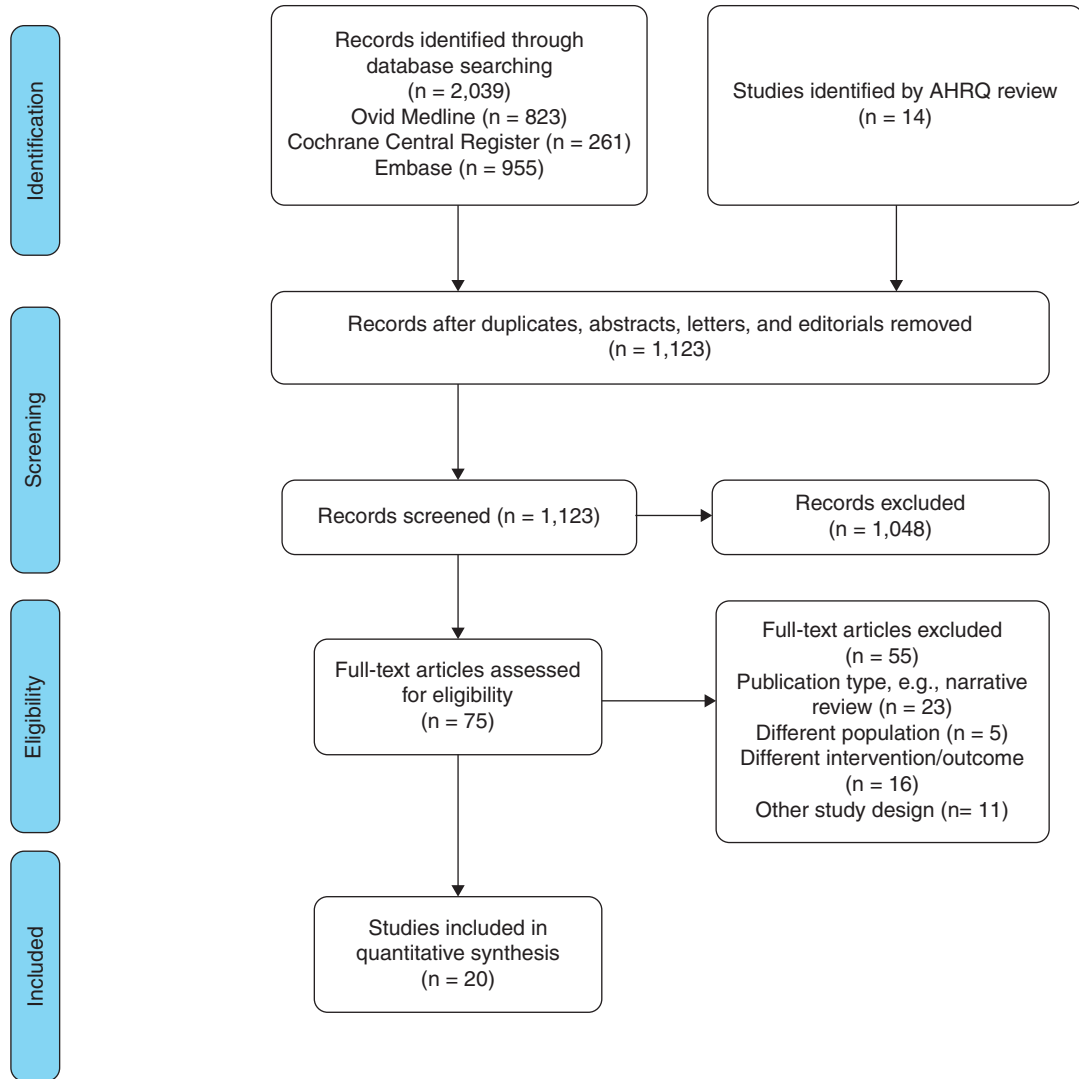 Identification
Records identified through
database searching
(n = 2,039)
Ovid Medline (n = 823)
Cochrane Central Register (n = 261)
Embase (n = 955)
Studies identified by AHRQ review
(n = 14)
Screening
Records after duplicates, abstracts, letters, and editorials removed
(n = 1,123)
Records screened (n = 1,123)
Records excluded
(n = 1,048)
Eligibility
Full-text articles assessed
for eligibility
(n = 75)
Full-text articles excluded
(n = 55)
Publication type, e.g., narrative
review (n = 23)
Different population (n = 5)
Different intervention/outcome
(n = 16)
Other study design (n= 11)
Included
Studies included in
quantitative synthesis
(n = 20)